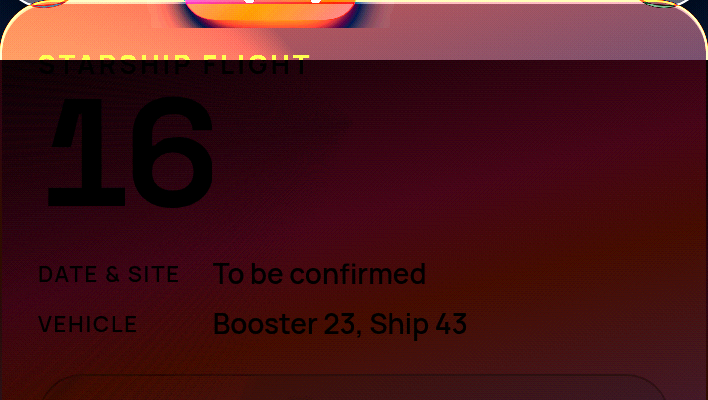 STARSHIP FLIGHT
16
DATE & SITE To be confirmed
VEHICLE Booster 23, Ship 43